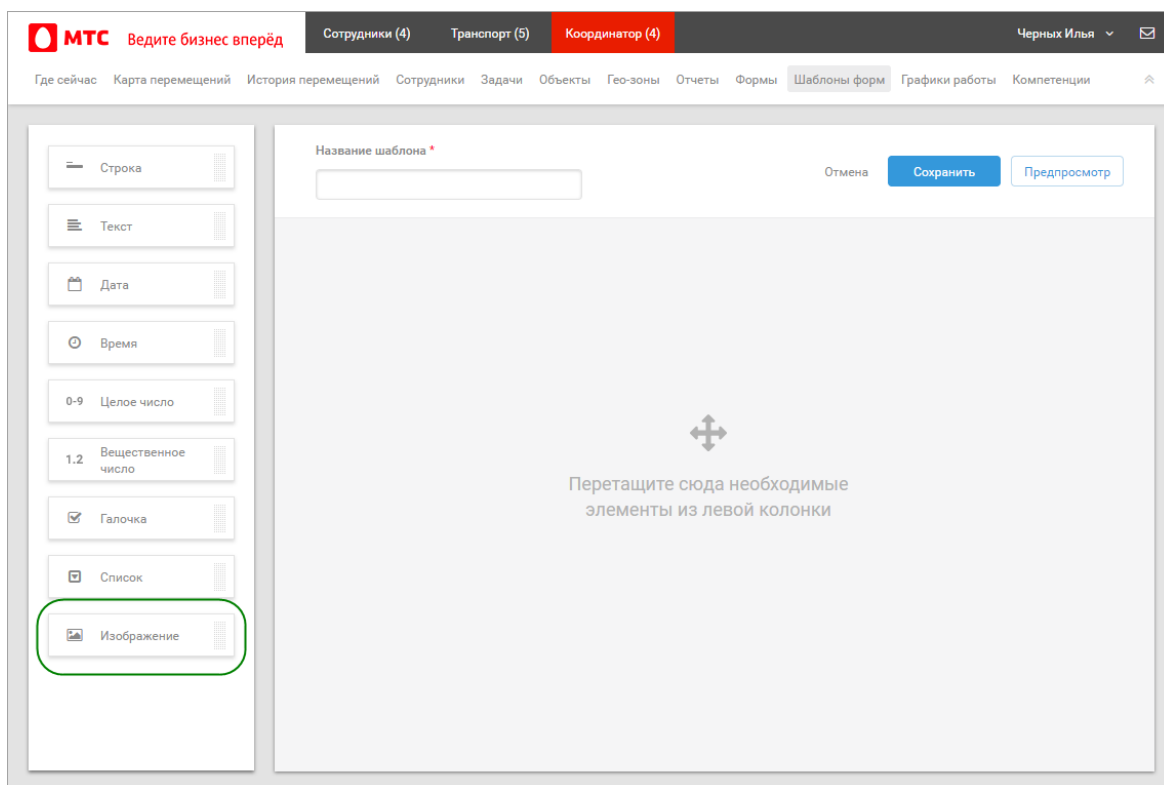 МТС Ведите бизнес вперёд Сотрудники (4) Транспорт (5) Координатор (4) Черных Илья
Где сейчас Карта перемещений История перемещений Сотрудники Задачи Объекты Гео-зоны Отчеты Формы Шаблоны форм Графики работы Компетенции
Название шаблона *
Отмена Сохранить Предпросмотр
Строка
Текст
Дата
Время
0-9 Целое число
1.2 Вещественное
число
Галочка
Список
Изображение
Перетащите сюда необходимые
элементы из левой колонки